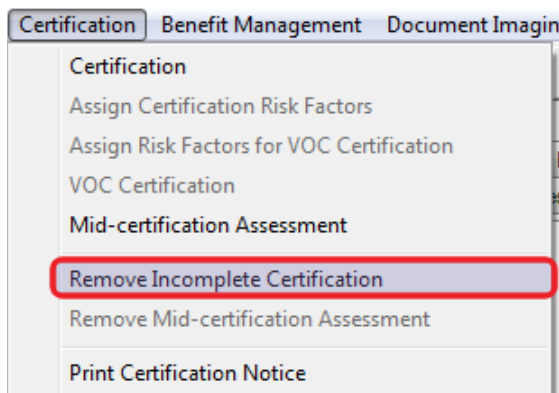 Certification Benefit Management Document Imagin
Certification
Assign Certification Risk Factors
Assign Risk Factors for VOC Certification
VOC Certification
Mid-certification Assessment
Remove Incomplete Certification
Remove Mid-certification Assessment
Print Certification Notice